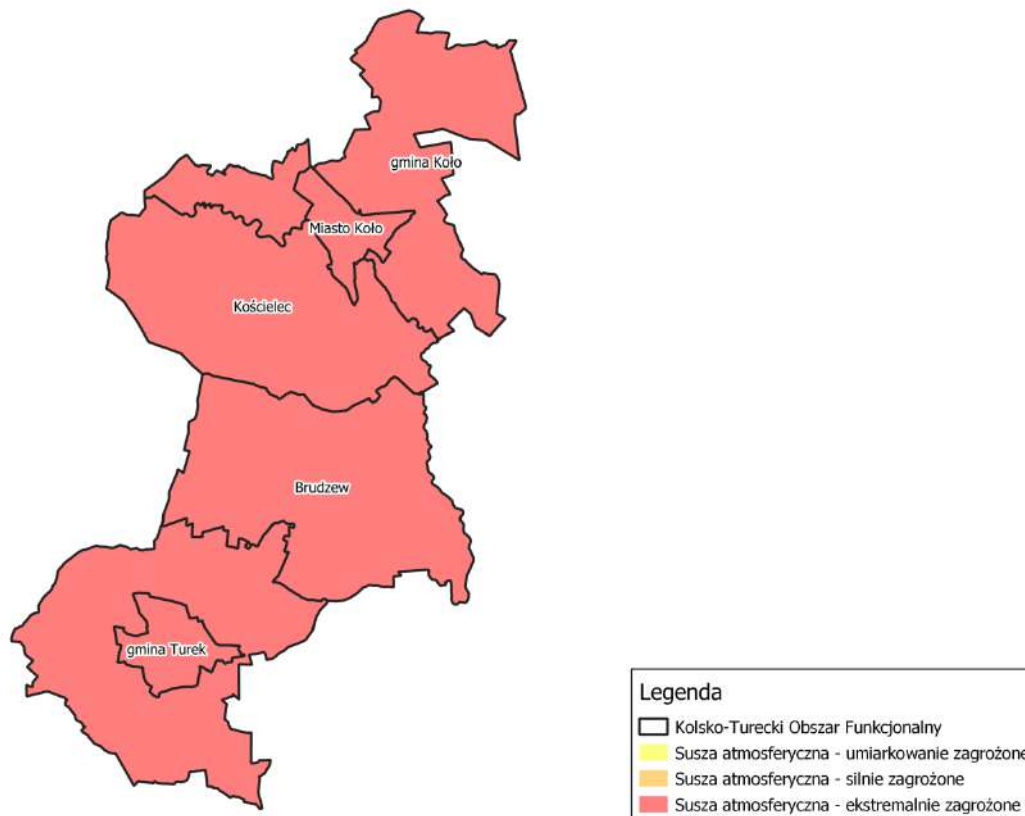 gmina Koło
Miasto Koło
Kościelec
Brudzew
gmina Turek
Legenda
Kolsko-Turecki Obszar Funkcjonalny
Susza atmosferyczna - umiarkowanie zagrożone
Susza atmosferyczna - silnie zagrożone
Susza atmosferyczna - ekstremalnie zagrożone